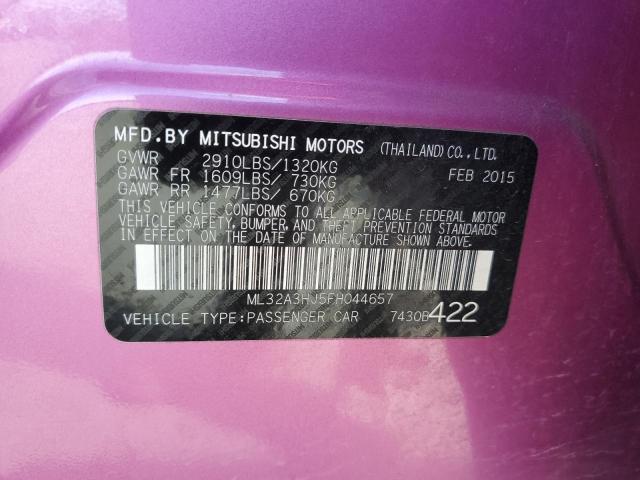 MFD.BY MITSUBISHI MOTORS (THAILAND)CO.,LTD.
GVWR 2910LBS/1320KG FEB 2015
GAWR FR 1609LBS/ 730KG
GAWR RR 1477LBS/ 670KG
THIS VEHICLE CONFORMS TO ALL APPLICABLE FEDERAL MOTOR
VEHICLE SAFETY, BUMPER, AND THEFT PREVENTION STANDARDS
IN EFFECT ON THE DATE OF MANUFACTURE SHOWN ABOVE.
ML32A3HJ5FH044657
VEHICLE TYPE:PASSENGER CAR 7430B422